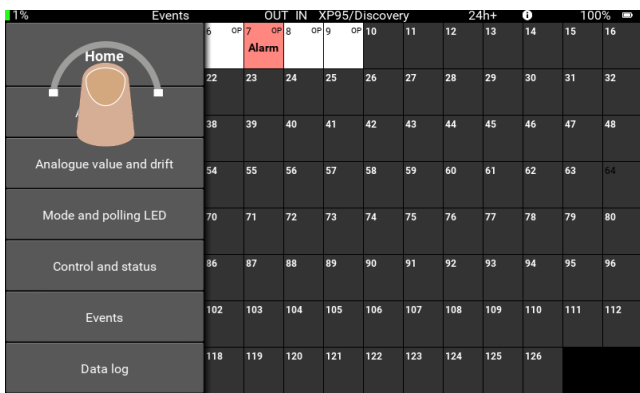 1% Events OUT IN XP95/Discovery 24h+ i 100%
6 OP 7 OP 8 OP 9 OP 10 11 12 13 14 15 16
Home Alarm
22 23 24 25 26 27 28 29 30 31 32
A
38 39 40 41 42 43 44 45 46 47 48
Analogue value and drift
54 55 56 57 58 59 60 61 62 63 64
Mode and polling LED
70 71 72 73 74 75 76 77 78 79 80
Control and status
86 87 88 89 90 91 92 93 94 95 96
Events
102 103 104 105 106 107 108 109 110 111 112
Data log
118 119 120 121 122 123 124 125 126